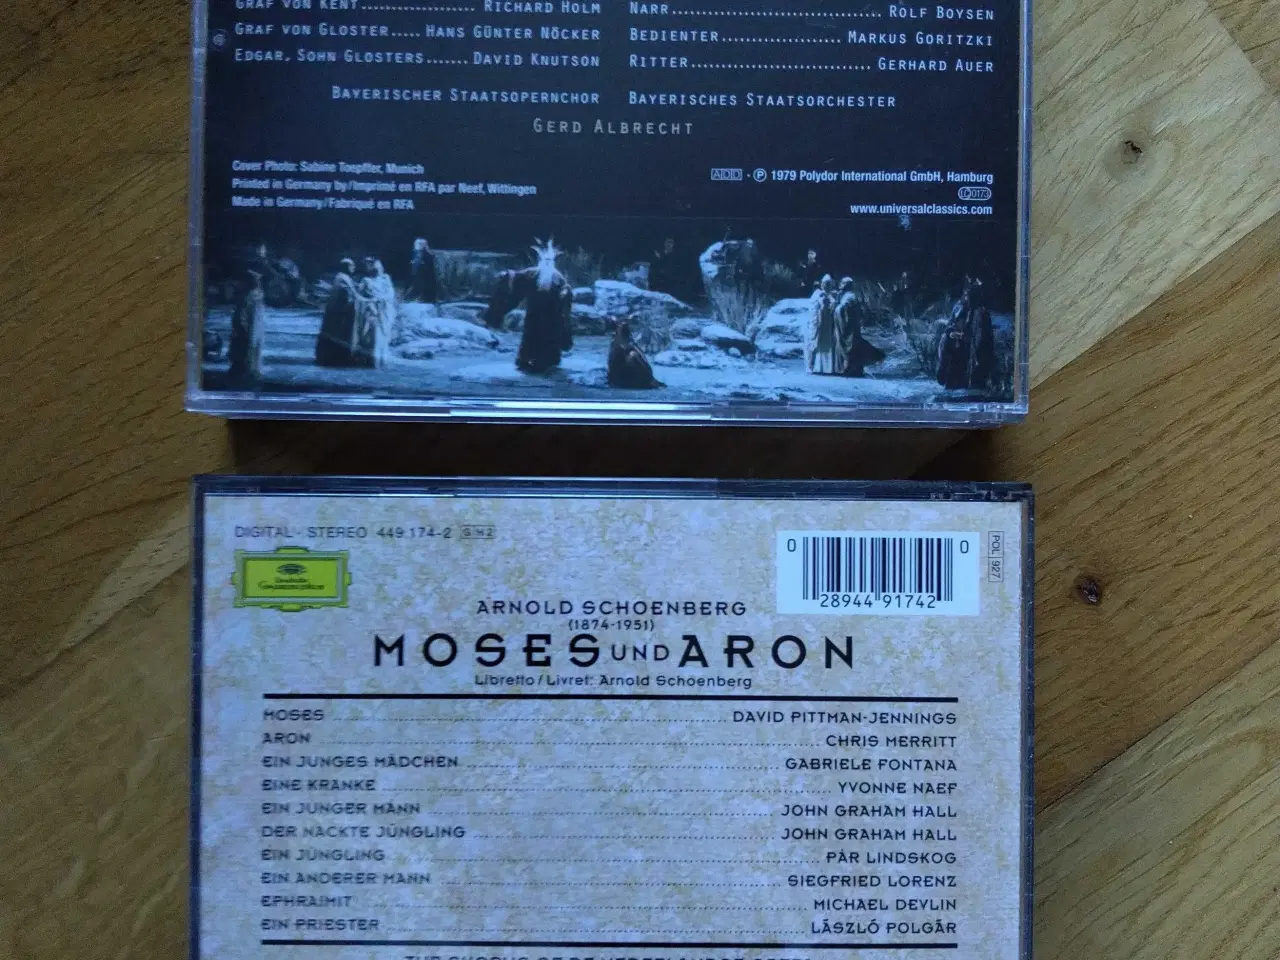 GRAF VON KENT.................... RICHARD HOLM
GRAF VON GLOSTER..... HANS GÜNTER NÖCKER
EDGAR, SOHN GLOSTERS....... DAVID KNUTSON
NARR.............................. ROLF BOYSEN
BEDIENTER.................... MARKUS GORITZKI
RITTER.............................. GERHARD AUER
BAYERISCHER STAATSOPERNCHOR BAYERISCHES STAATSORCHESTER
GERD ALBRECHT
Cover Photo: Sabine Toepffer, Munich
Printed in Germany by/Imprimé en RFA par Neef, Wittingen
Made in Germany/Fabriqué en RFA
ADD · ℗ 1979 Polydor International GmbH, Hamburg
LC 0173
www.universalclassics.com
DIGITAL · STEREO 449 174-2 GH2
Deutsche Grammophon
0 28944 91742 0
POL 927
ARNOLD SCHOENBERG
(1874-1951)
MOSES UND ARON
Libretto / Livret: Arnold Schoenberg
MOSES DAVID PITTMAN-JENNINGS
ARON CHRIS MERRITT
EIN JUNGES MÄDCHEN GABRIELE FONTANA
EINE KRANKE YVONNE NAEF
EIN JUNGER MANN JOHN GRAHAM HALL
DER NACKTE JÜNGLING JOHN GRAHAM HALL
EIN JÜNGLING PÄR LINDSKOG
EIN ANDERER MANN SIEGFRIED LORENZ
EPHRAIMIT MICHAEL DEVLIN
EIN PRIESTER LÁSZLÓ POLGÁR